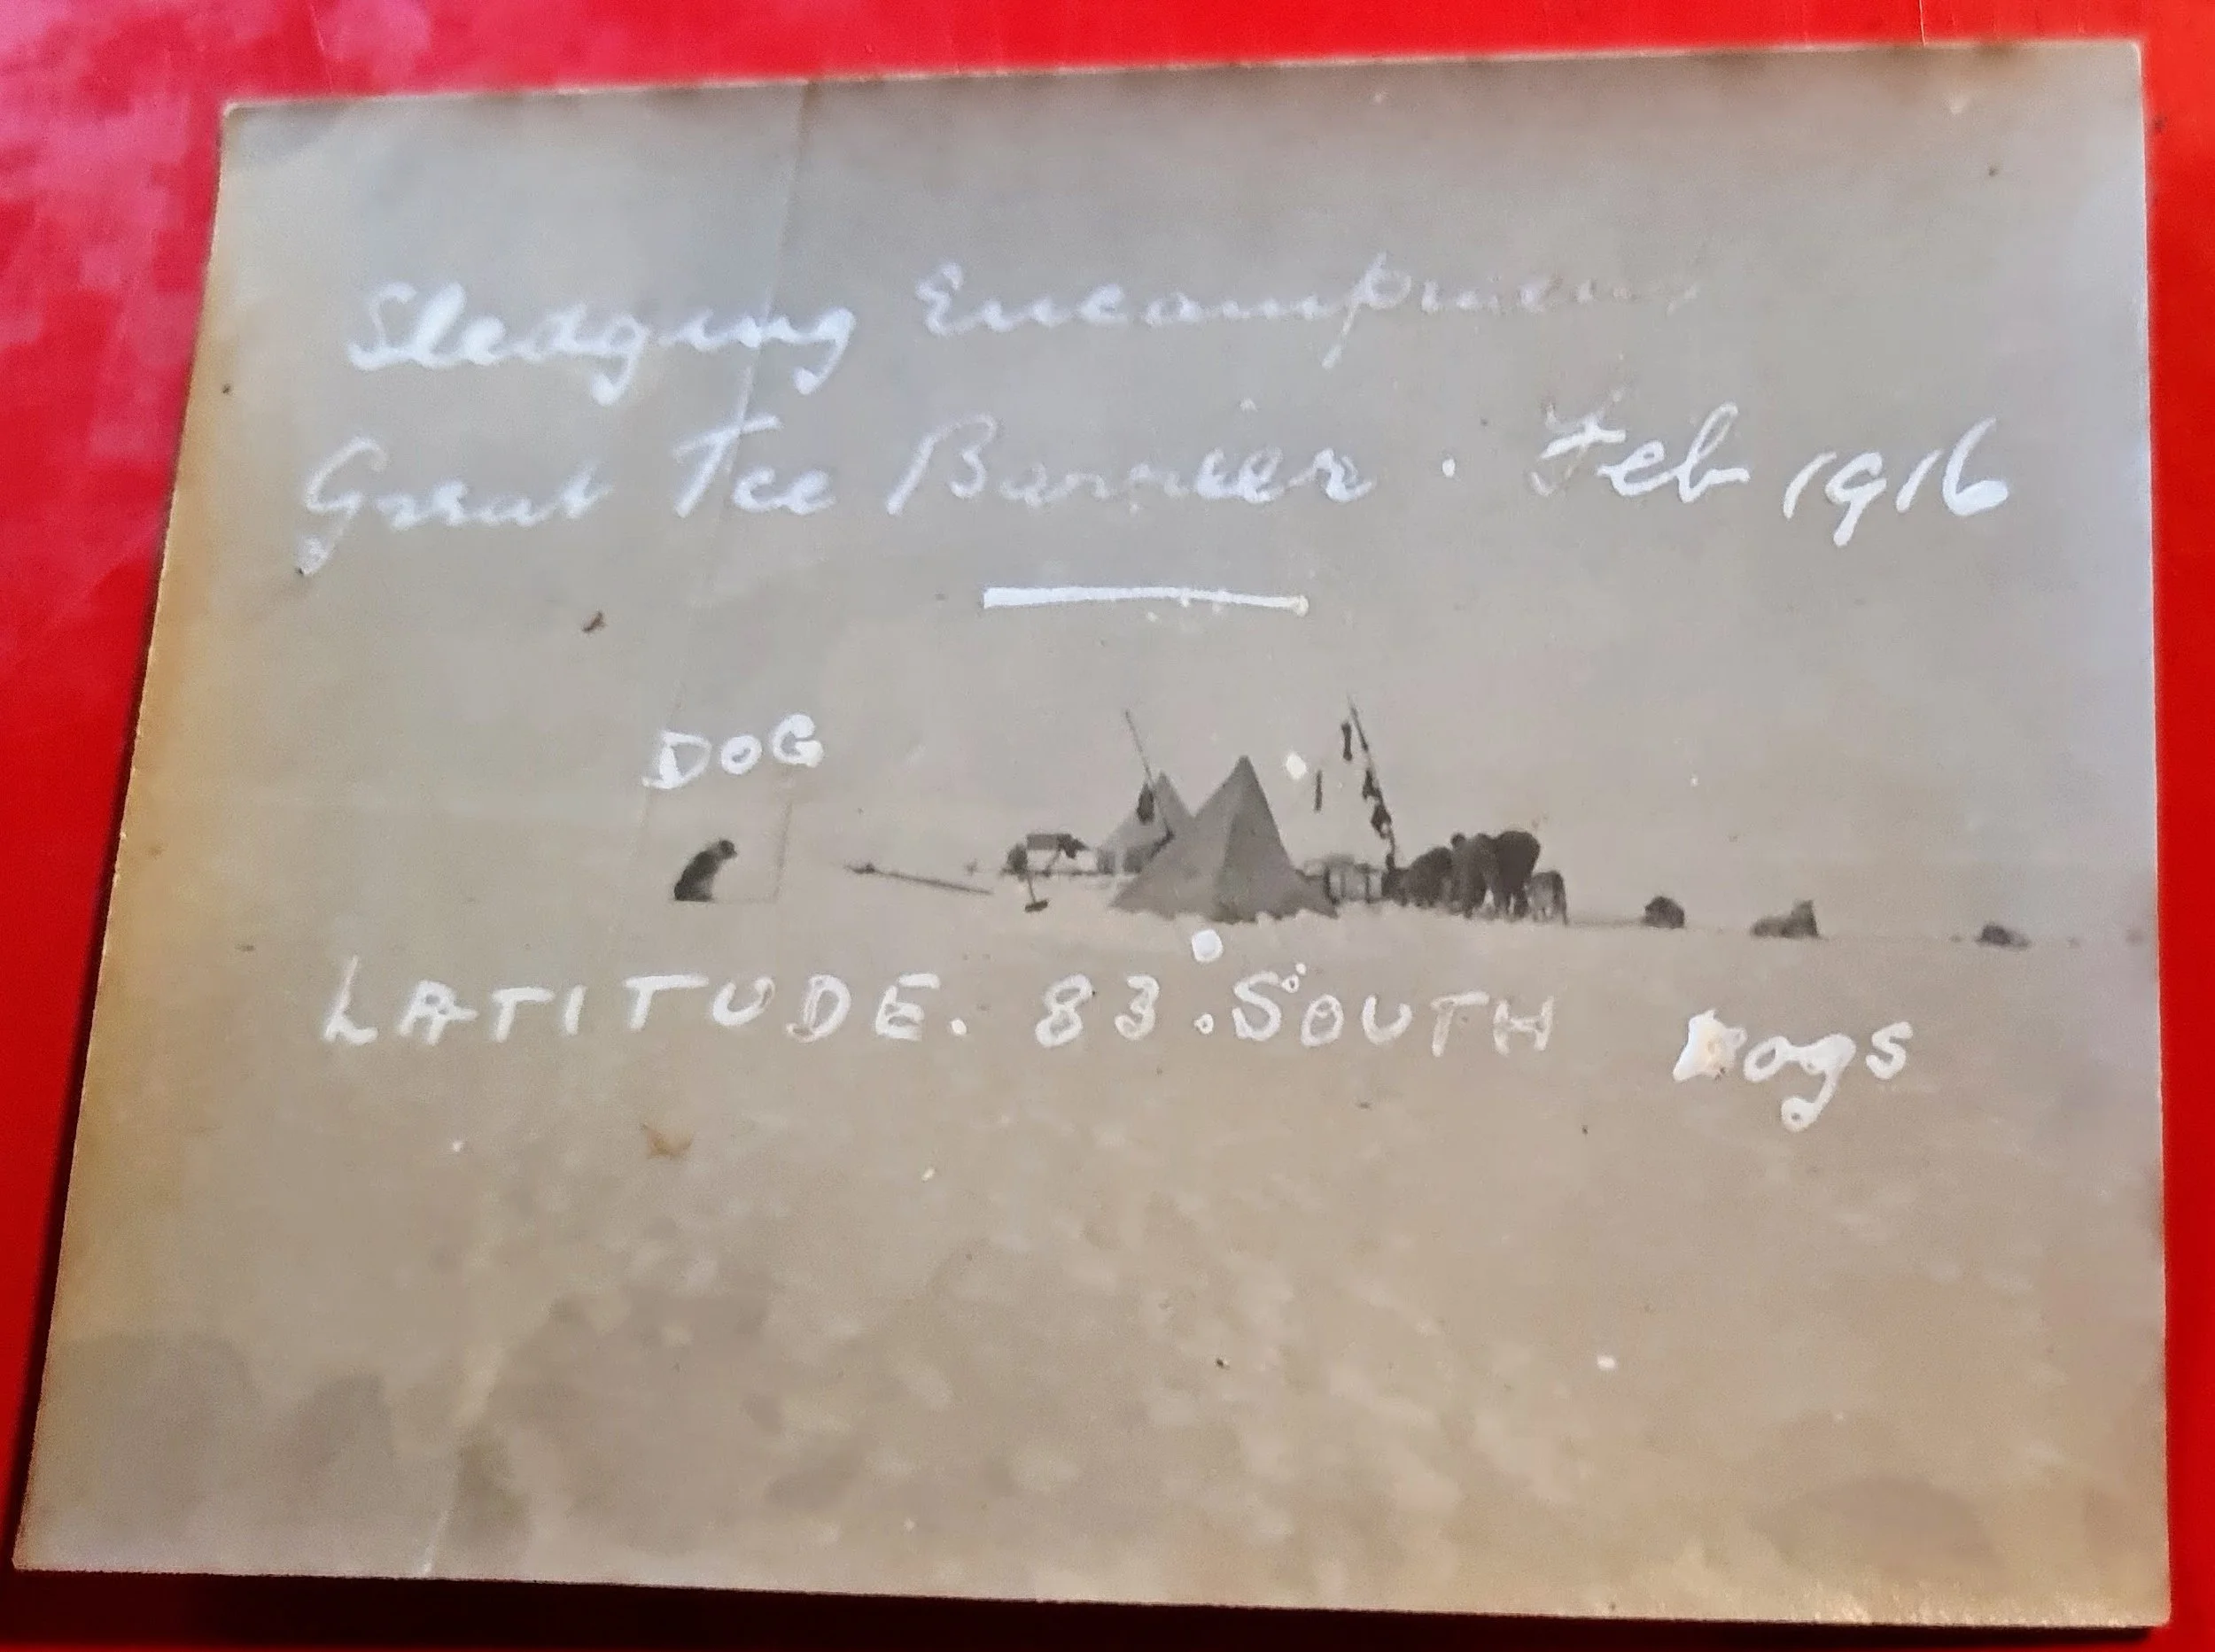 Sledging Encampment
Great Ice Barrier. Feb 1916
DOG
LATITUDE. 83. SOUTH
Dogs